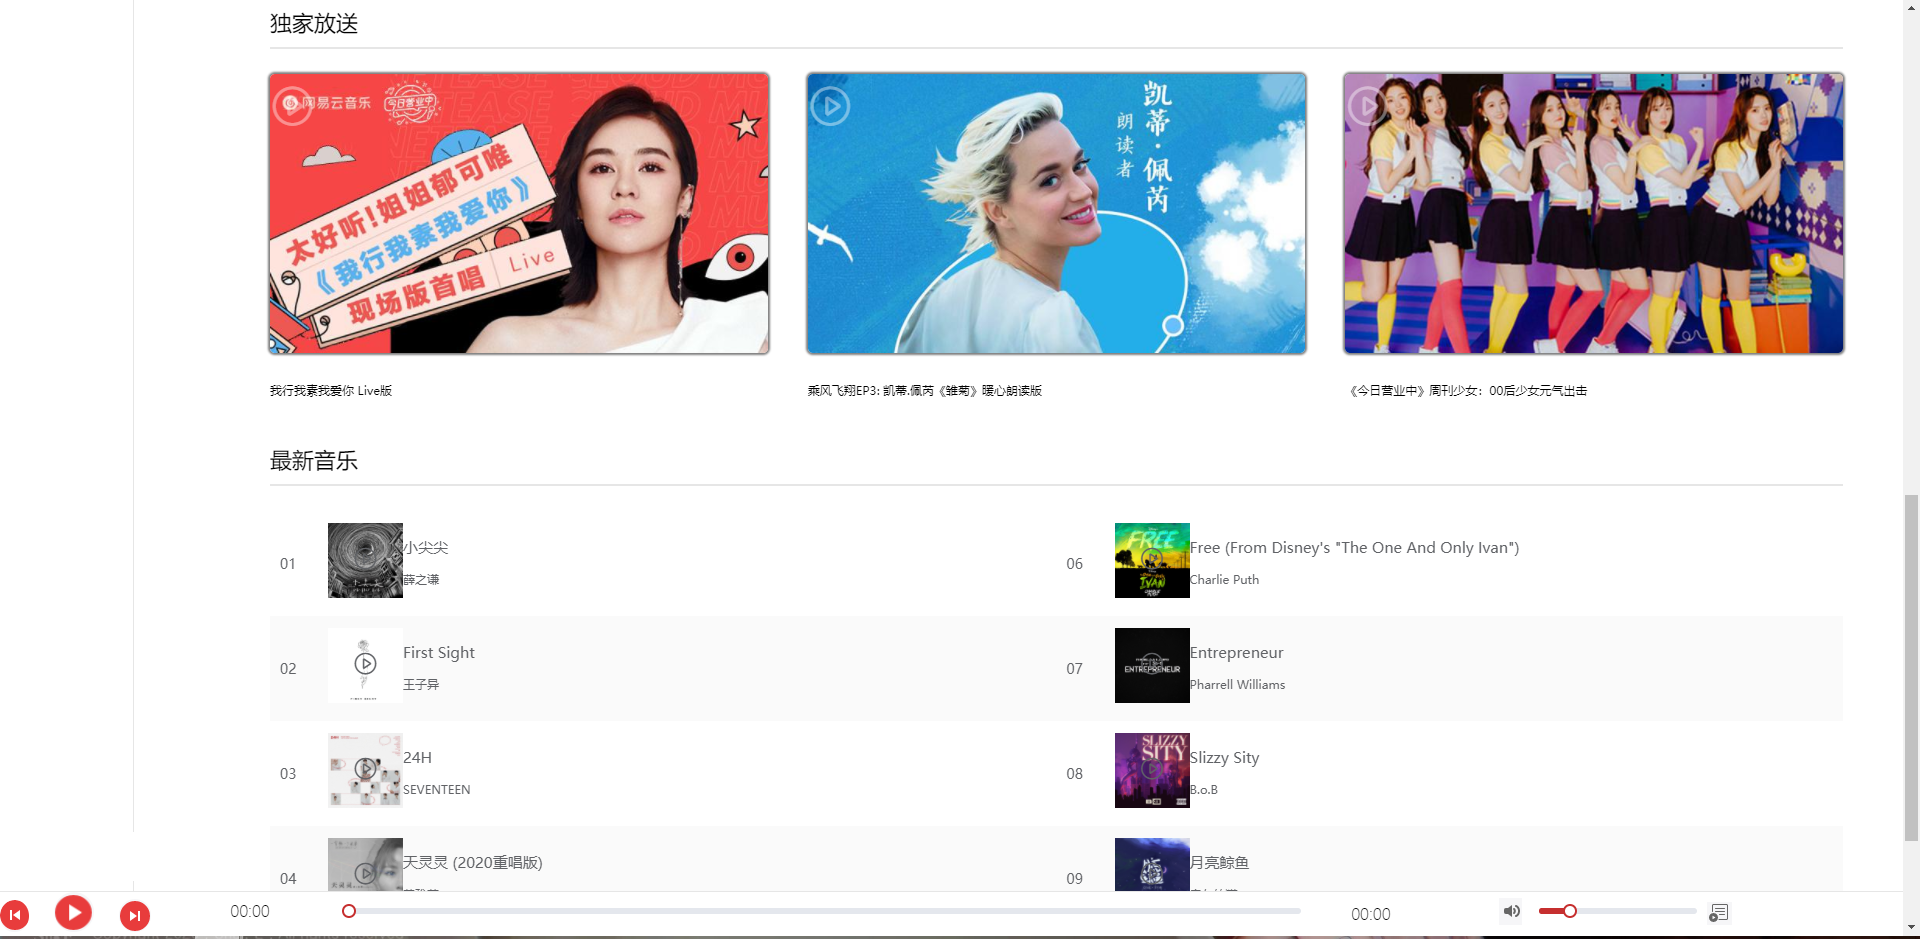 独家放送
网易云音乐
今日营业中
太好听!姐姐郁可唯
《我行我素我爱你》
现场版首唱 Live
凯蒂·佩芮
朗读者
我行我素我爱你 Live版
乘风飞翔EP3: 凯蒂.佩芮《雏菊》暖心朗读版
《今日营业中》周刊少女：00后少女元气出击
最新音乐
01
小尖尖
薛之谦
06
FREE
IVAN
Free (From Disney's "The One And Only Ivan")
Charlie Puth
02
First Sight
王子异
07
ENTREPRENEUR
Entrepreneur
Pharrell Williams
03
24H
SEVENTEEN
08
SLIZZY
SITY
Slizzy Sity
B.o.B
04
天灵灵 (2020重唱版)
09
月亮鲸鱼
00:00
00:00